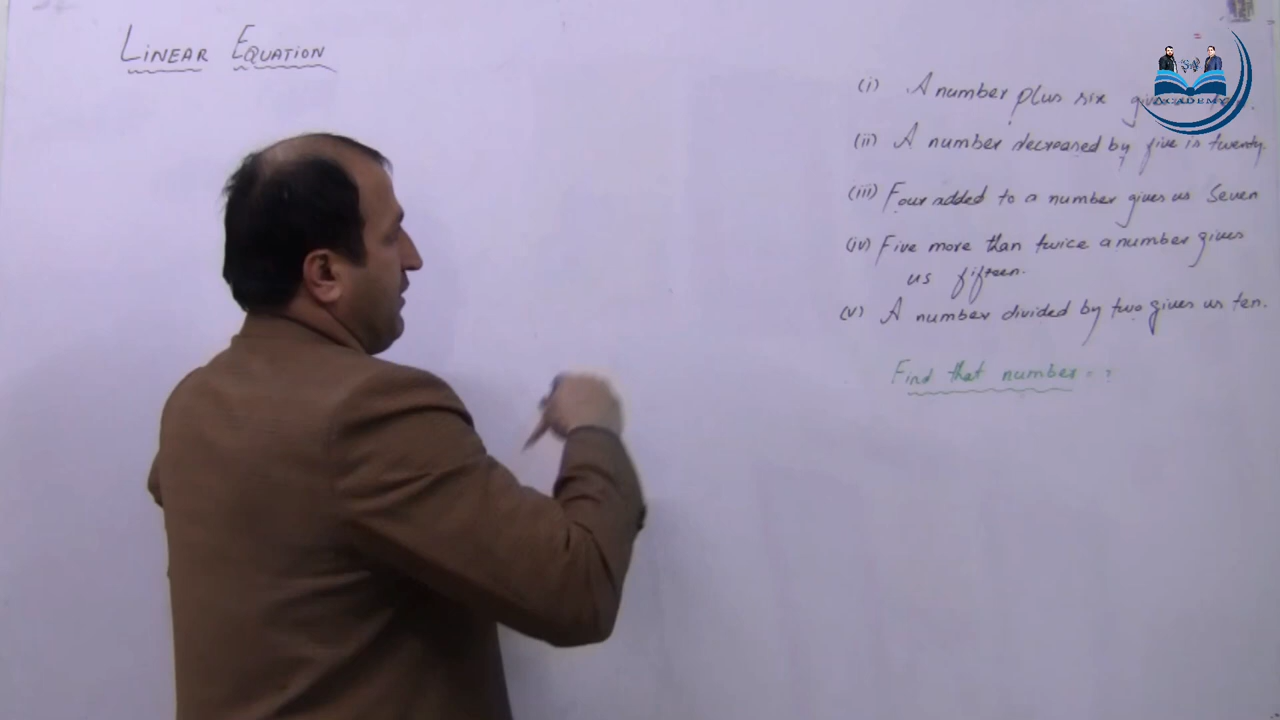 LINEAR EQUATION
(i) A number plus six
(ii) A number decreased by five is twenty.
(iii) Four added to a number gives us Seven
(iv) Five more than twice a number gives
us fifteen.
(v) A number divided by two gives us ten.
Find that number = ?
ACADEMY